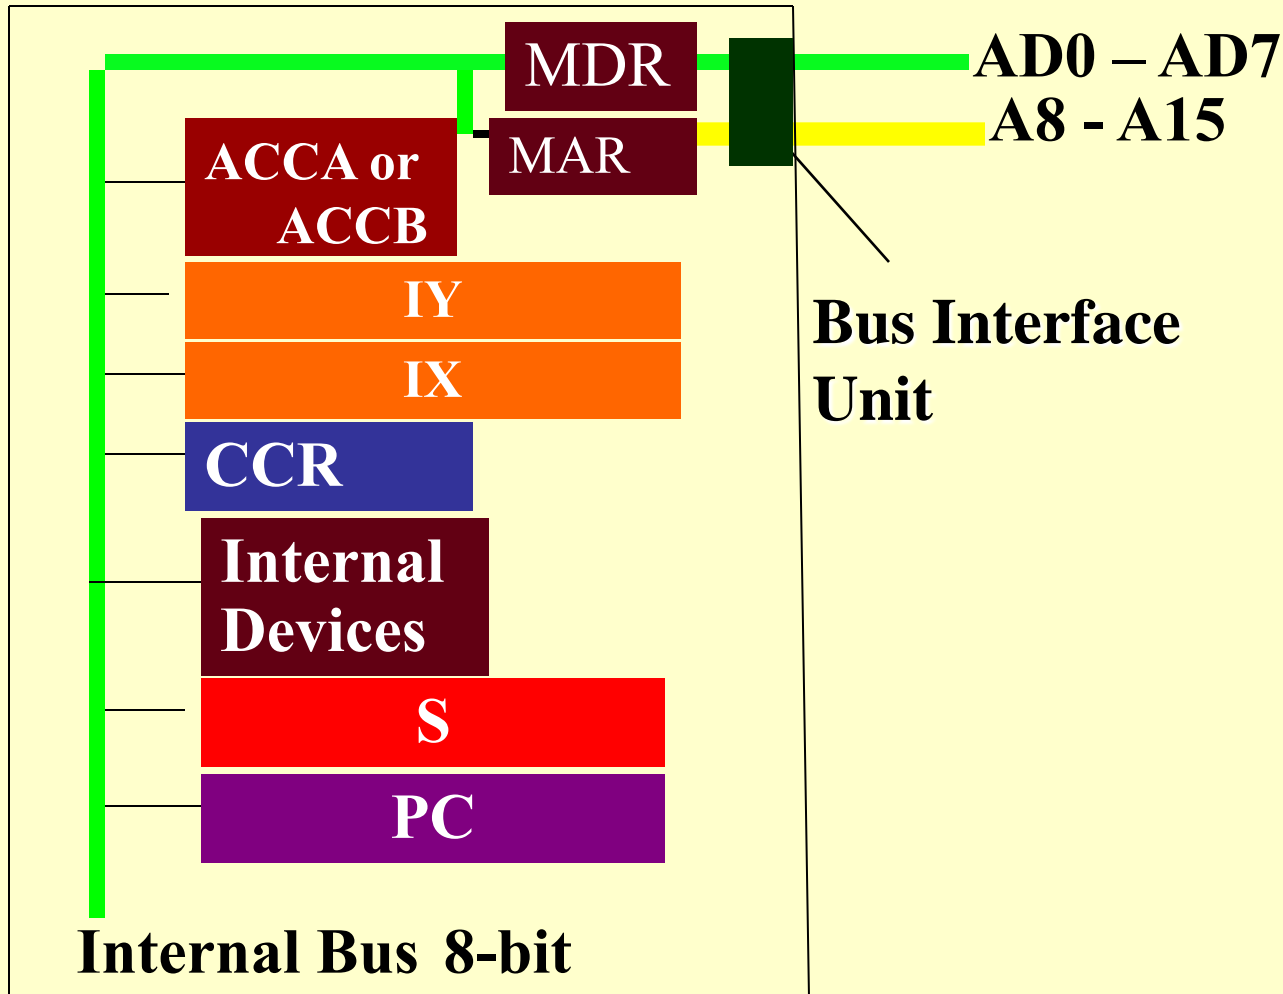 MDR
AD0 – AD7
A8 - A15
MAR
ACCA or
ACCB
IY
IX
Bus Interface
Unit
CCR
Internal
Devices
S
PC
Internal Bus 8-bit